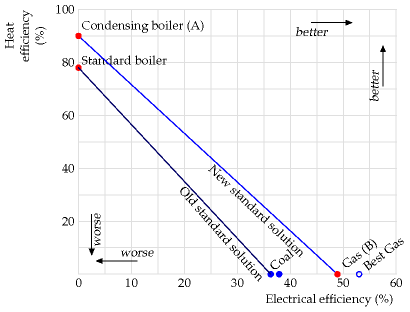 Heat
efficiency
(%)
100
80
60
40
20
0
10
20
30
40
50
60
Electrical efficiency (%)
Condensing boiler (A)
Standard boiler
better
better
worse
worse
New standard solution
Old standard solution
Coal
Gas (B)
Best Gas